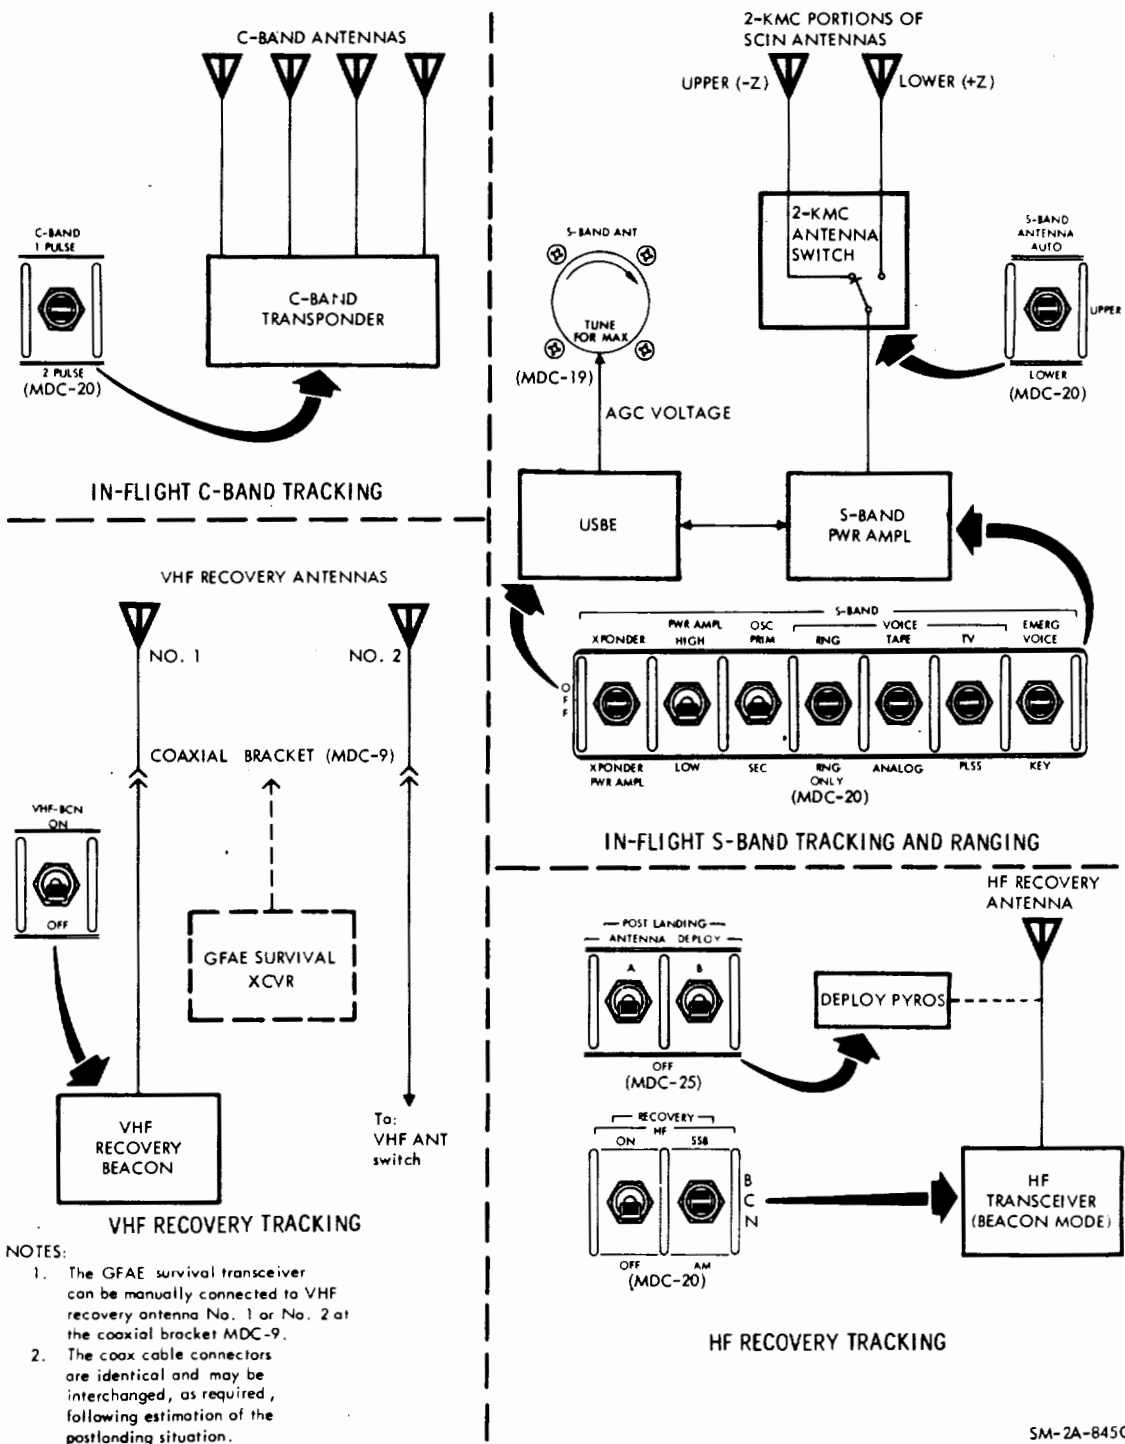 C-BAND ANTENNAS
C-BAND
1 PULSE
2 PULSE
(MDC-20)
C-BAND
TRANSPONDER
IN-FLIGHT C-BAND TRACKING
2-KMC PORTIONS OF
SCIN ANTENNAS
UPPER (-Z)
LOWER (+Z)
2-KMC
ANTENNA
SWITCH
S-BAND
ANTENNA
AUTO
UPPER
LOWER
(MDC-20)
S-BAND ANT
TUNE
FOR MAX
(MDC-19)
AGC VOLTAGE
USBE
S-BAND
PWR AMPL
S-BAND
XPONDER
PWR AMPL
HIGH
OSC
PRIM
VOICE
RNG
TAPE
TV
EMERG
VOICE
OFF
XPONDER
PWR AMPL
LOW
SEC
RNG
ONLY
ANALOG
PLSS
KEY
(MDC-20)
IN-FLIGHT S-BAND TRACKING AND RANGING
VHF RECOVERY ANTENNAS
NO. 1
NO. 2
COAXIAL BRACKET (MDC-9)
VHF-BCN
ON
OFF
GFAE SURVIVAL
XCVR
VHF
RECOVERY
BEACON
To:
VHF ANT
switch
VHF RECOVERY TRACKING
NOTES:
1. The GFAE survival transceiver
can be manually connected to VHF
recovery antenna No. 1 or No. 2 at
the coaxial bracket MDC-9.
2. The coax cable connectors
are identical and may be
interchanged, as required,
following estimation of the
postlanding situation.
HF RECOVERY
ANTENNA
POST LANDING
ANTENNA DEPLOY
A
B
OFF
(MDC-25)
DEPLOY PYROS
RECOVERY
HF
ON
SSB
BCN
OFF
AM
(MDC-20)
HF
TRANSCEIVER
(BEACON MODE)
HF RECOVERY TRACKING
SM-2A-845C